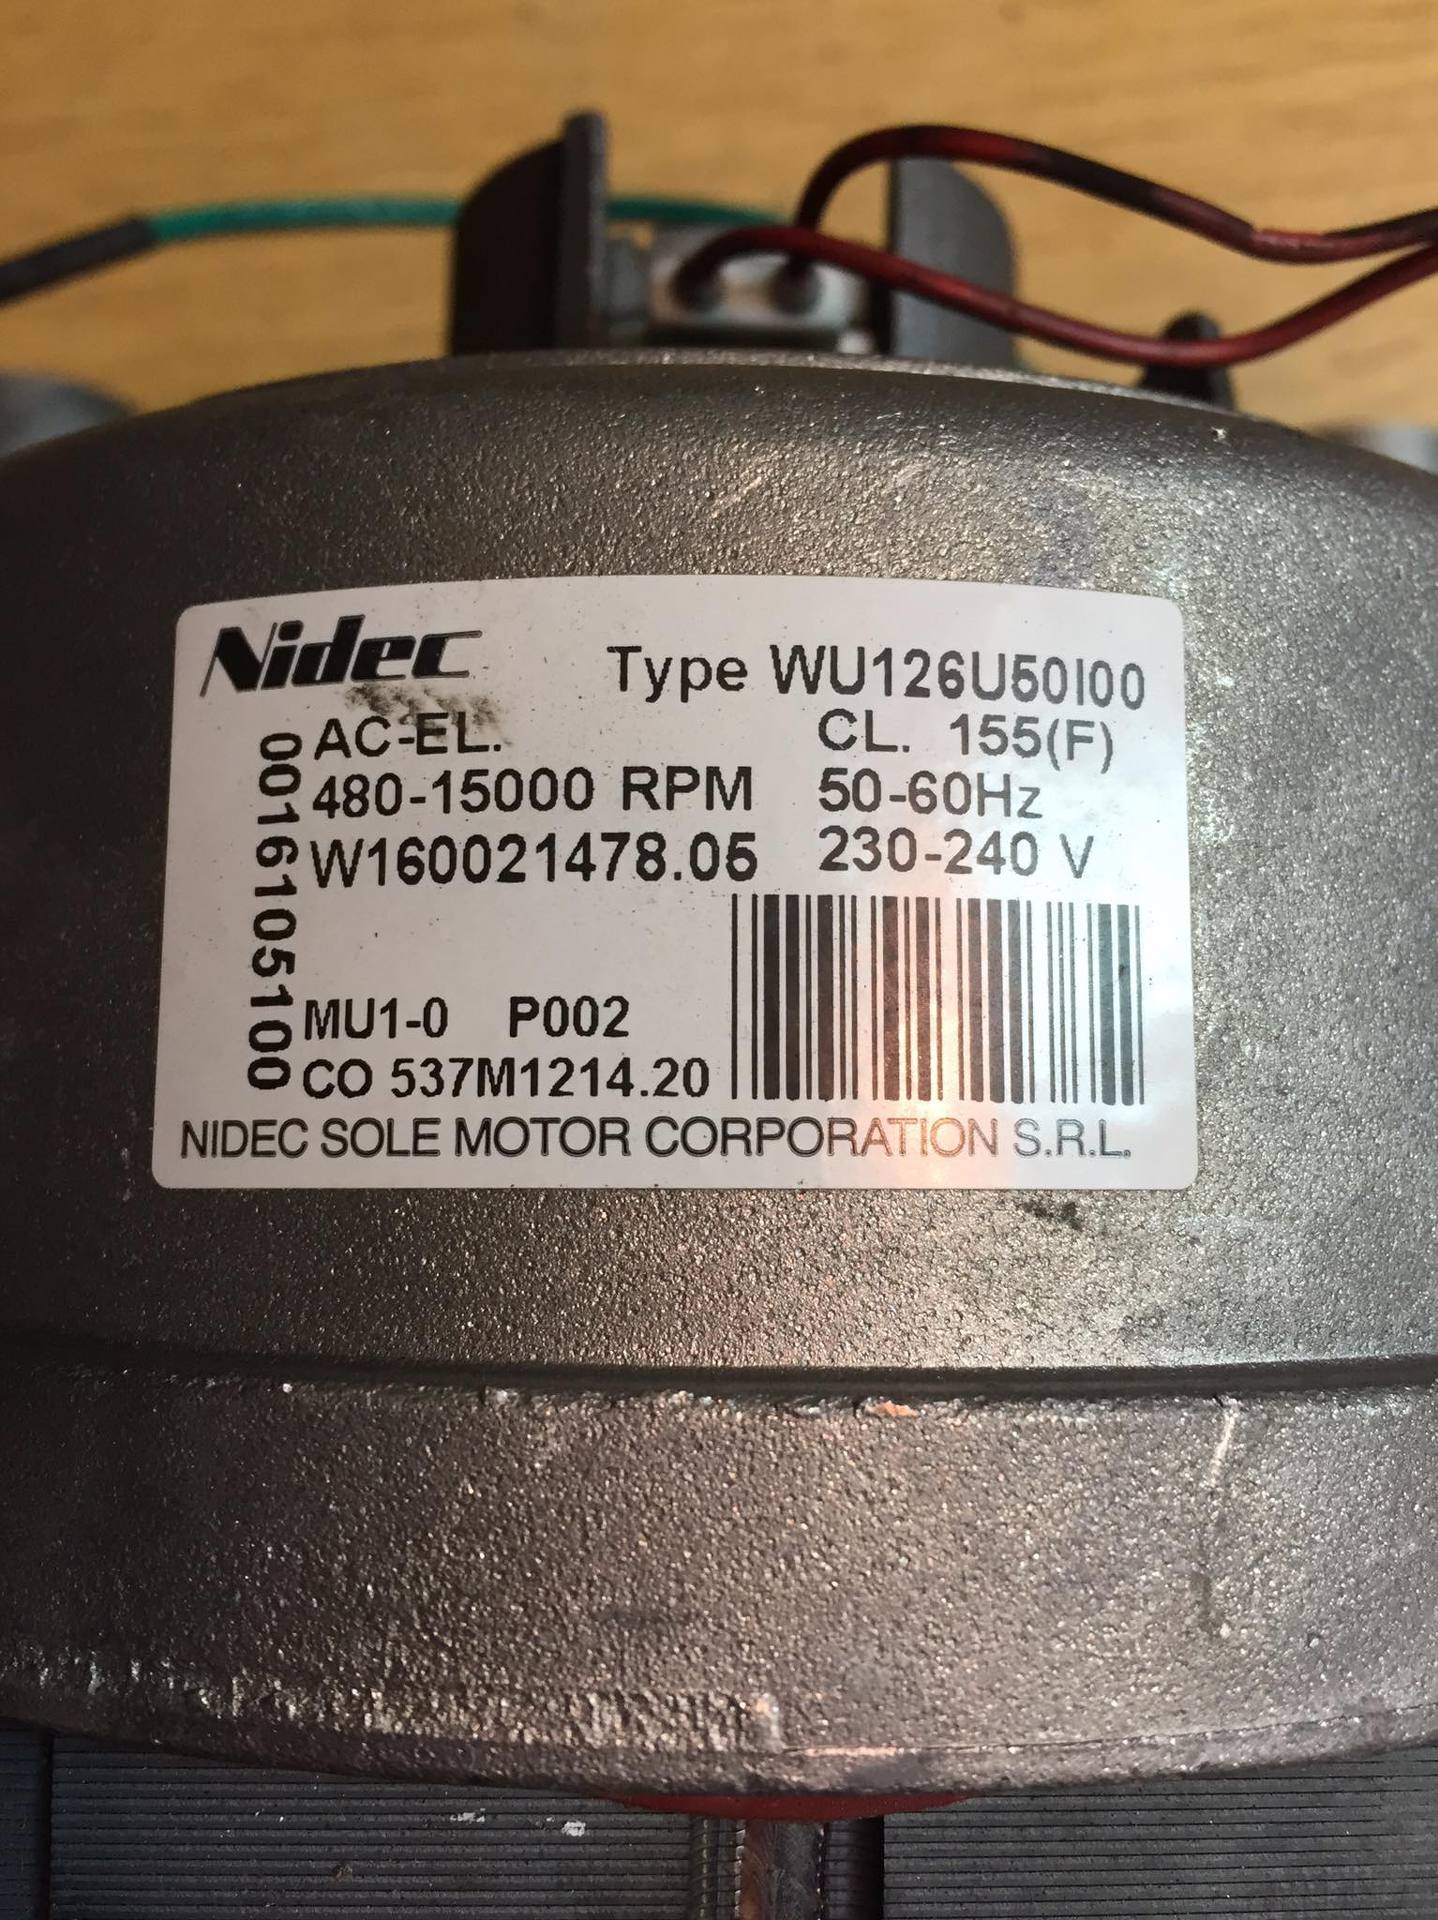 Nidec
Type WU126U50I00
AC-EL.
CL. 155(F)
480-15000 RPM
50-60Hz
W160021478.05
230-240 V
0016105100
MU1-0 P002
CO 537M1214.20
NIDEC SOLE MOTOR CORPORATION S.R.L.